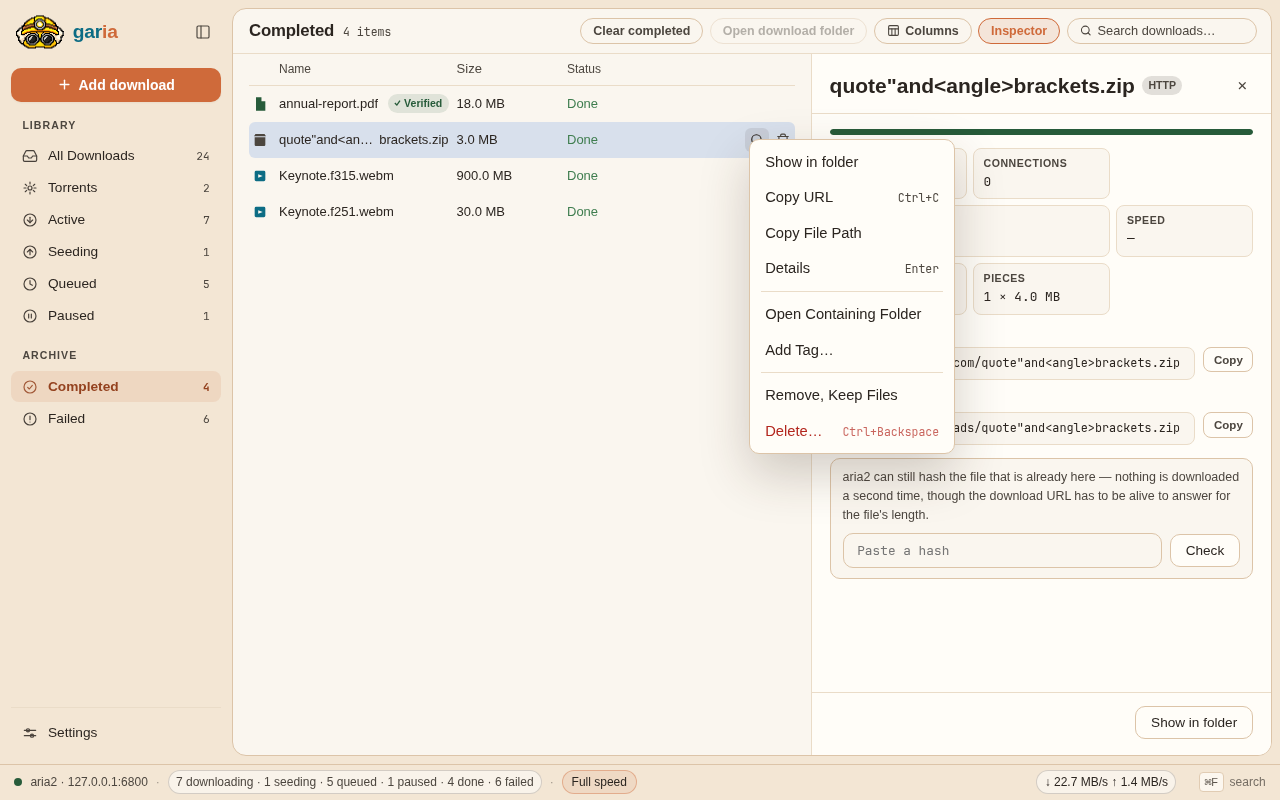 garia
Add download
LIBRARY
All Downloads 24
Torrents 2
Active 7
Seeding 1
Queued 5
Paused 1
ARCHIVE
Completed 4
Failed 6
Settings
Completed 4 items
Clear completed
Open download folder
Columns
Inspector
Search downloads…
Name Size Status
annual-report.pdf Verified 18.0 MB Done
quote"and<an… brackets.zip 3.0 MB Done
Keynote.f315.webm 900.0 MB Done
Keynote.f251.webm 30.0 MB Done
Show in folder
Copy URL Ctrl+C
Copy File Path
Details Enter
Open Containing Folder
Add Tag…
Remove, Keep Files
Delete… Ctrl+Backspace
quote"and<angle>brackets.zip HTTP
CONNECTIONS
0
SPEED
—
PIECES
1 × 4.0 MB
com/quote"and<angle>brackets.zip Copy
ads/quote"and<angle>brackets.zip Copy
aria2 can still hash the file that is already here — nothing is downloaded
a second time, though the download URL has to be alive to answer for
the file's length.
Paste a hash Check
Show in folder
aria2 · 127.0.0.1:6800 · 7 downloading · 1 seeding · 5 queued · 1 paused · 4 done · 6 failed · Full speed
↓ 22.7 MB/s ↑ 1.4 MB/s
⌘F search